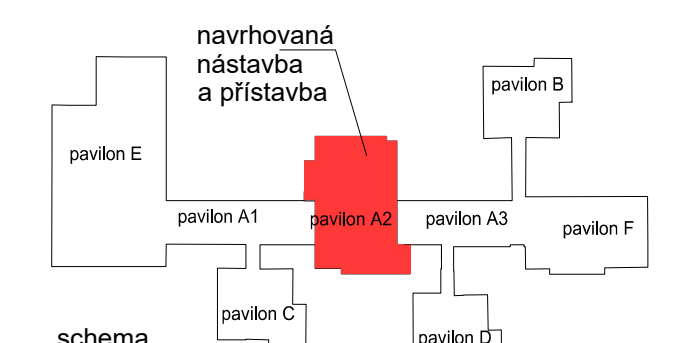 navrhovaná
nástavba
a přístavba
pavilon B
pavilon E
pavilon A1
pavilon A2
pavilon A3
pavilon F
pavilon C
schema
pavilon D